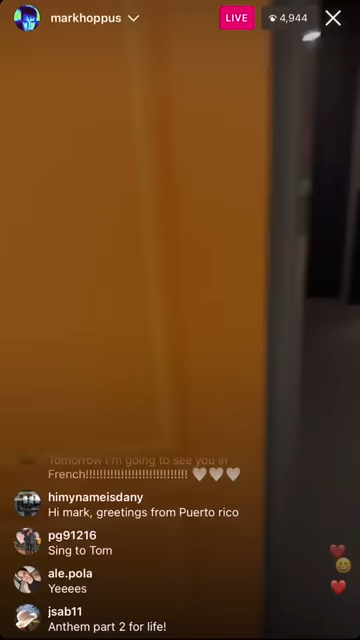 markhoppus
LIVE
4,944
Tomorrow I'm going to see you in
French!!!!!!!!!!!!!!!!!!!!!!!!!!!!!
himynameisdany
Hi mark, greetings from Puerto rico
pg91216
Sing to Tom
ale.pola
Yeeees
jsab11
Anthem part 2 for life!